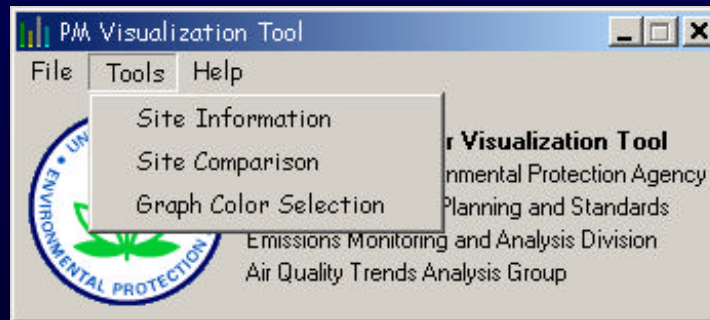 PM Visualization Tool
File Tools Help
Site Information
Site Comparison
Graph Color Selection
r Visualization Tool
nmental Protection Agency
Planning and Standards
Emissions Monitoring and Analysis Division
Air Quality Trends Analysis Group
UN
ENVIRONMENTAL PROTECTION